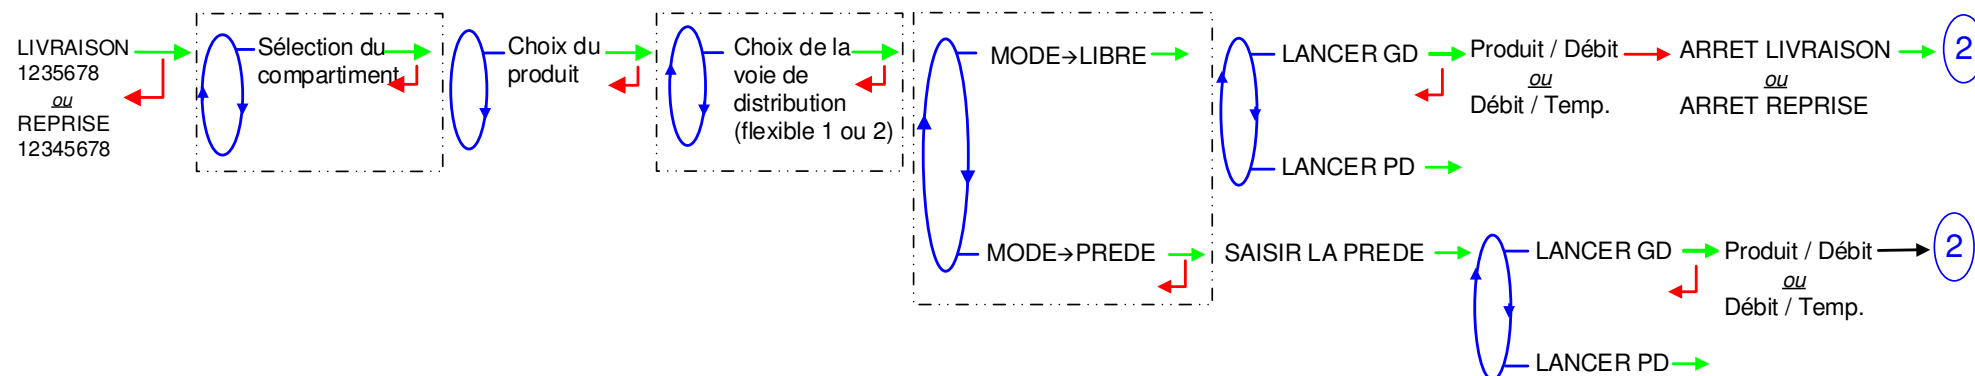 LIVRAISON
1235678
ou
REPRISE
12345678
Sélection du
compartiment
Choix du
produit
Choix de la
voie de
distribution
(flexible 1 ou 2)
MODE→LIBRE
MODE→PREDE
LANCER GD
LANCER PD
Produit / Débit
ou
Débit / Temp.
ARRET LIVRAISON
ou
ARRET REPRISE
2
SAISIR LA PREDE
LANCER GD
LANCER PD
Produit / Débit
ou
Débit / Temp.
2